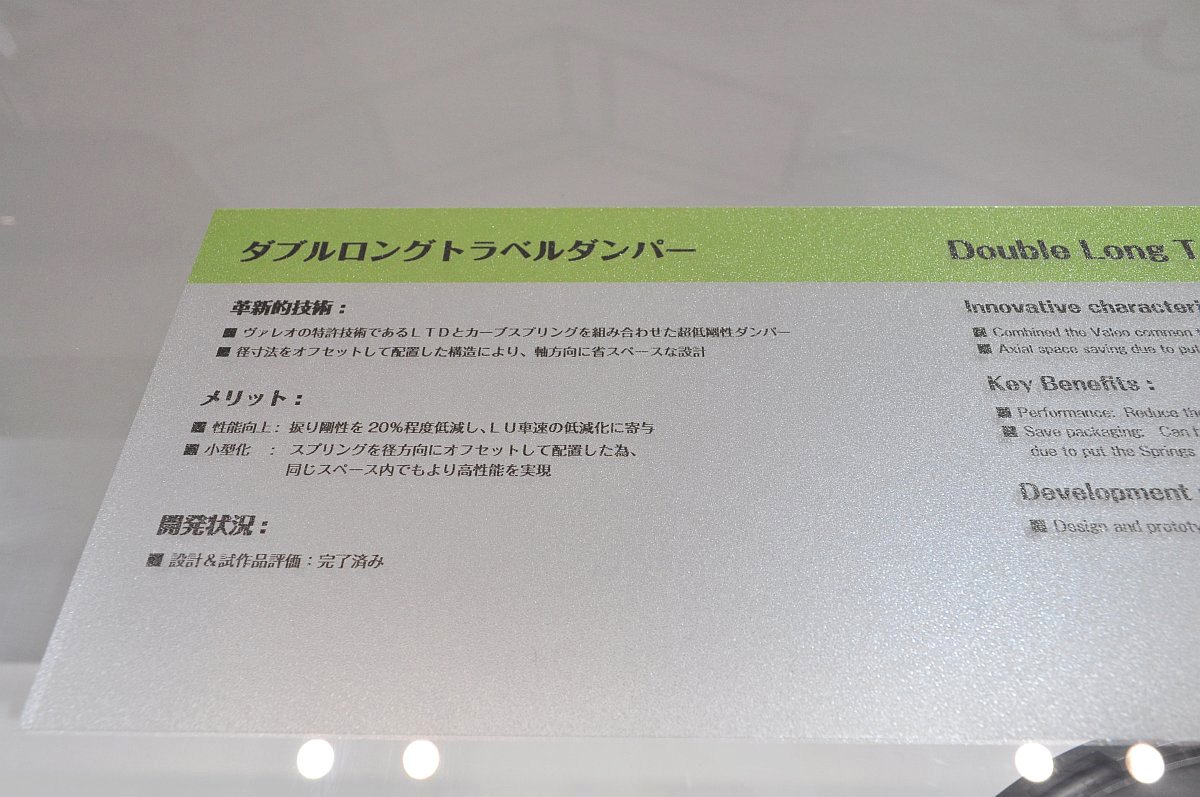 ダブルロングトラベルダンパー
革新的技術：
■ ヴァレオの特許技術であるＬＴＤとカーブスプリングを組み合わせた超低剛性ダンパー
■ 径寸法をオフセットして配置した構造により、軸方向に省スペースな設計
メリット：
■ 性能向上： 捩り剛性を 20％程度低減し、ＬＵ車速の低減化に寄与
■ 小型化 ： スプリングを径方向にオフセットして配置した為、
同じスペース内でもより高性能を実現
開発状況：
■ 設計＆試作品評価：完了済み
Double Long T
Innovative character
■ Combined the Valeo common
■ Axial space saving due to put
Key Benefits :
■ Performance: Reduce the
■ Save packaging: Can
due to put the Springs
Development
■ Design and prototy